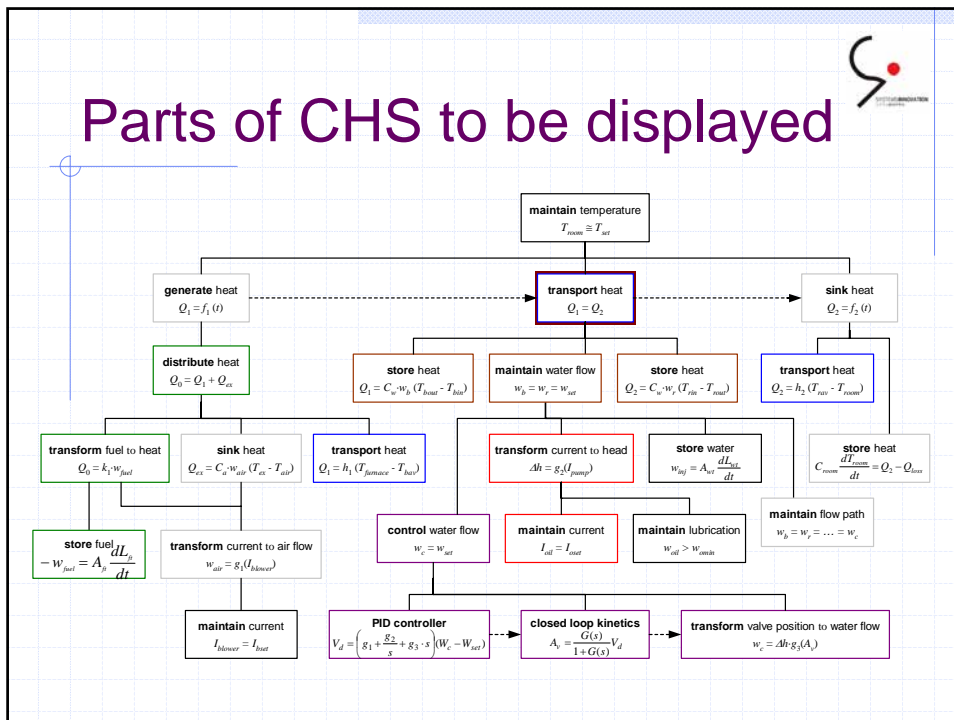 Parts of CHS to be displayed
SYSTEMS INNOVATION
maintain temperature
T_room ≅ T_set
generate heat
Q_1 = f_1 (t)
transport heat
Q_1 = Q_2
sink heat
Q_2 = f_2 (t)
distribute heat
Q_0 = Q_1 + Q_ex
store heat
Q_1 = C_w·w_b (T_bout - T_bin)
maintain water flow
w_b = w_r = w_set
store heat
Q_2 = C_w·w_r (T_rin - T_rout)
transport heat
Q_2 = h_2 (T_rav - T_room)
transform fuel to heat
Q_0 = k_1·w_fuel
sink heat
Q_ex = C_a·w_air (T_ex - T_air)
transport heat
Q_1 = h_1 (T_furnace - T_bav)
transform current to head
Δh = g_2(I_pump)
store water
w_inj = A_wt dL_wt/dt
store heat
C_room dT_room/dt = Q_2 − Q_loss
store fuel
−w_fuel = A_ft dL_ft/dt
transform current to air flow
w_air = g_1(I_blower)
control water flow
w_c = w_set
maintain current
I_oil = I_oset
maintain lubrication
w_oil > w_omin
maintain flow path
w_b = w_r = … = w_c
maintain current
I_blower = I_bset
PID controller
V_d = (g_1 + g_2/s + g_3 · s)(W_c − W_set)
closed loop kinetics
A_v = G(s)/1+G(s) V_d
transform valve position to water flow
w_c = Δh·g_3(A_v)